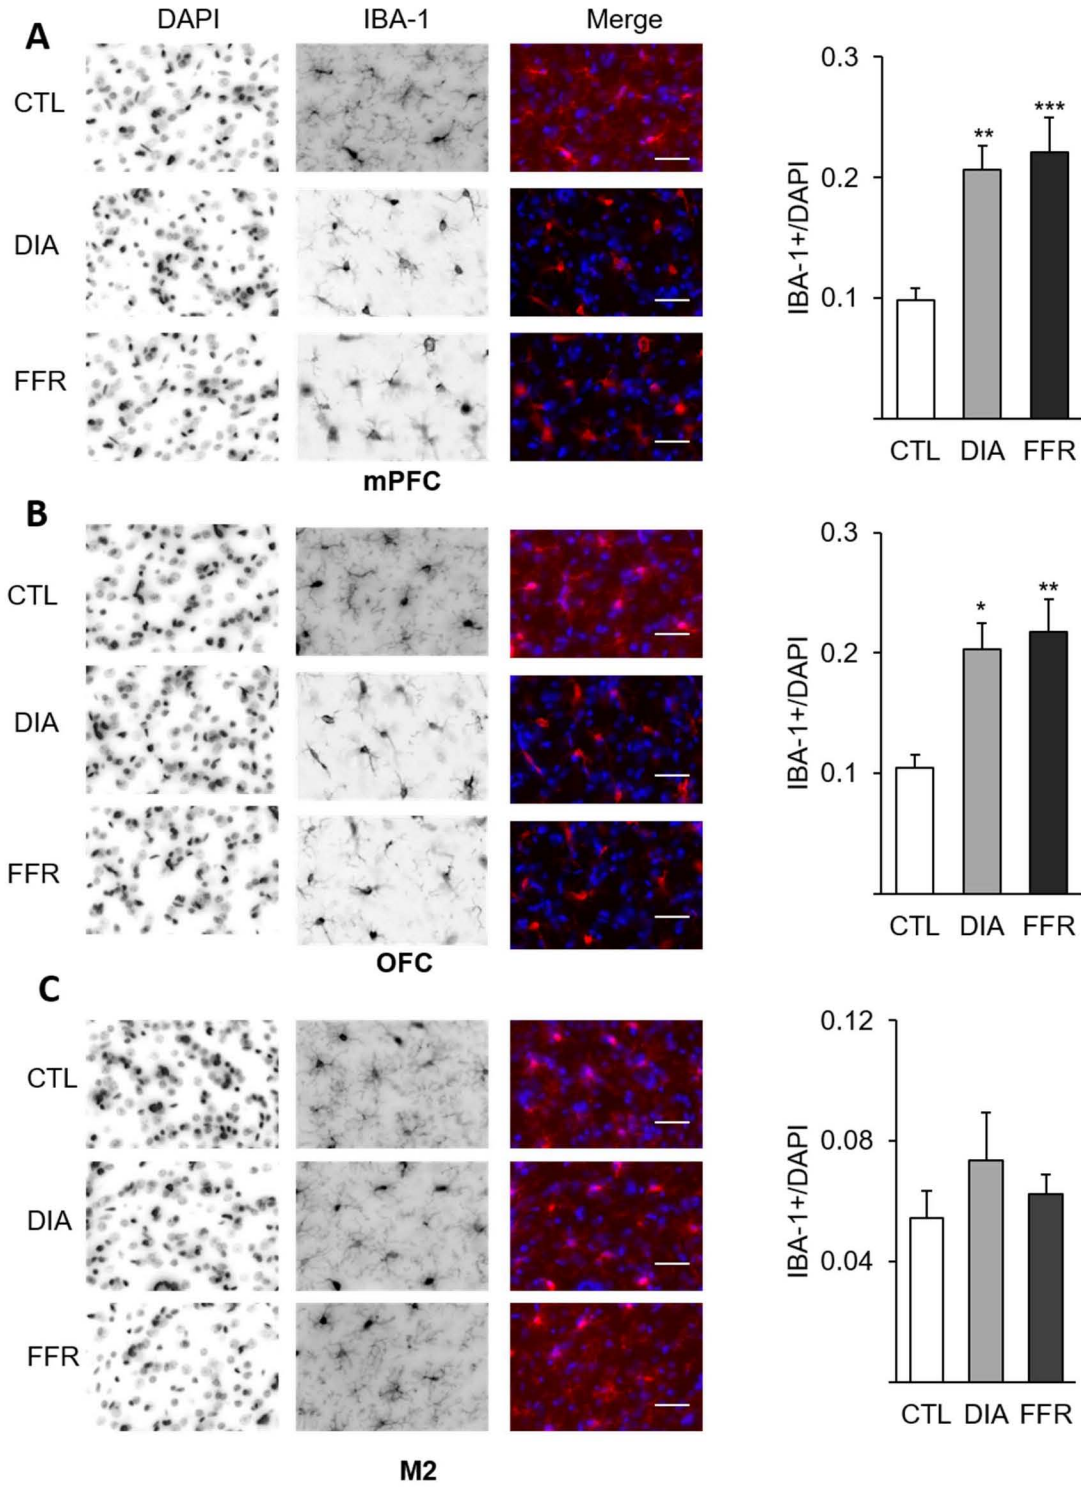 A
DAPI IBA-1 Merge
CTL
DIA
FFR
mPFC
IBA-1+/DAPI
0.3
0.2
0.1
** ***
CTL DIA FFR
B
CTL
DIA
FFR
OFC
IBA-1+/DAPI
0.3
0.2
0.1
* **
CTL DIA FFR
C
CTL
DIA
FFR
M2
IBA-1+/DAPI
0.12
0.08
0.04
CTL DIA FFR